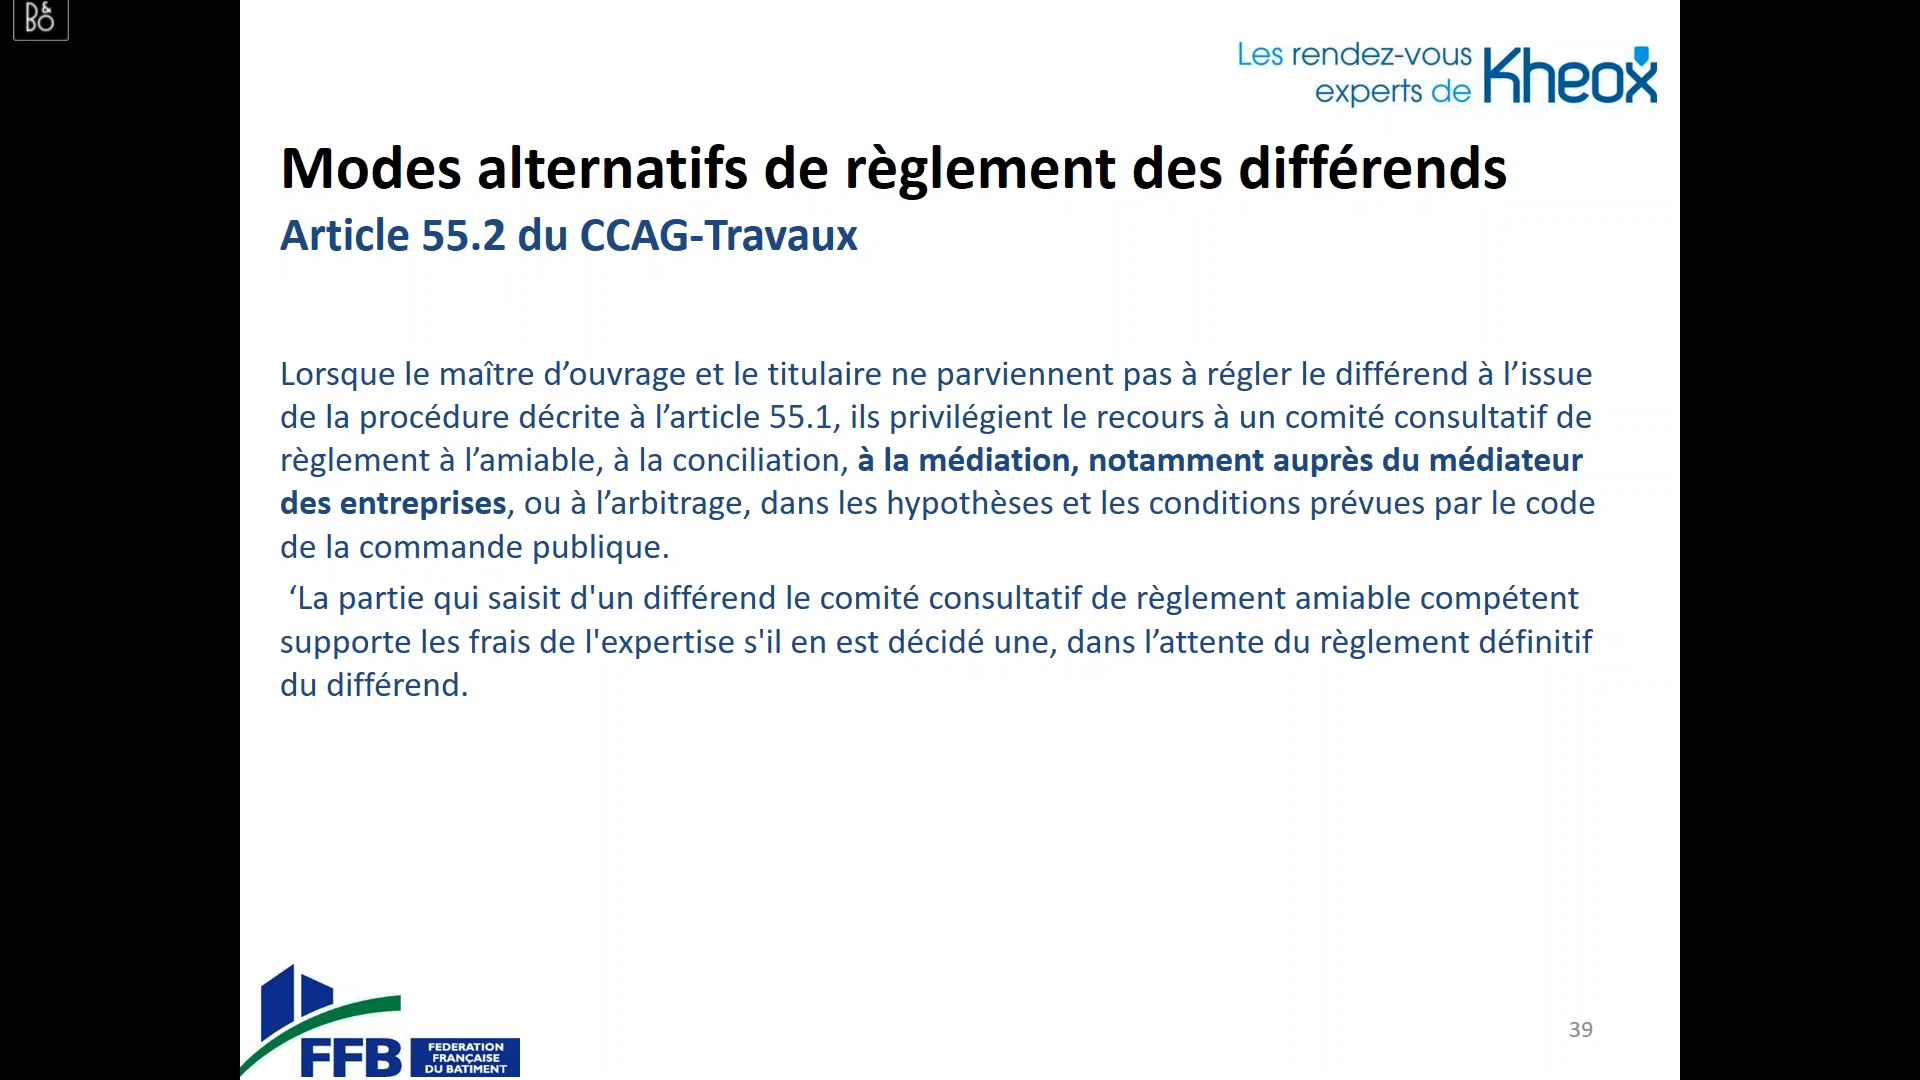 B&O
Les rendez-vous
experts de Kheox
Modes alternatifs de règlement des différends
Article 55.2 du CCAG-Travaux
Lorsque le maître d’ouvrage et le titulaire ne parviennent pas à régler le différend à l’issue
de la procédure décrite à l’article 55.1, ils privilégient le recours à un comité consultatif de
règlement à l’amiable, à la conciliation, à la médiation, notamment auprès du médiateur
des entreprises, ou à l’arbitrage, dans les hypothèses et les conditions prévues par le code
de la commande publique.
‘La partie qui saisit d'un différend le comité consultatif de règlement amiable compétent
supporte les frais de l'expertise s'il en est décidé une, dans l’attente du règlement définitif
du différend.
39
FFB
FEDERATION
FRANÇAISE
DU BATIMENT